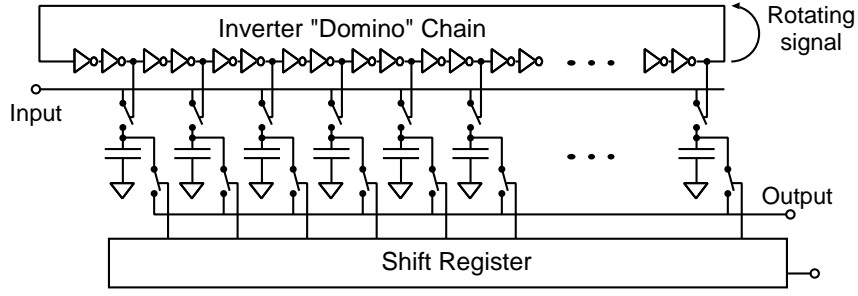 Inverter "Domino" Chain
Rotating
signal
Input
Output
Shift Register